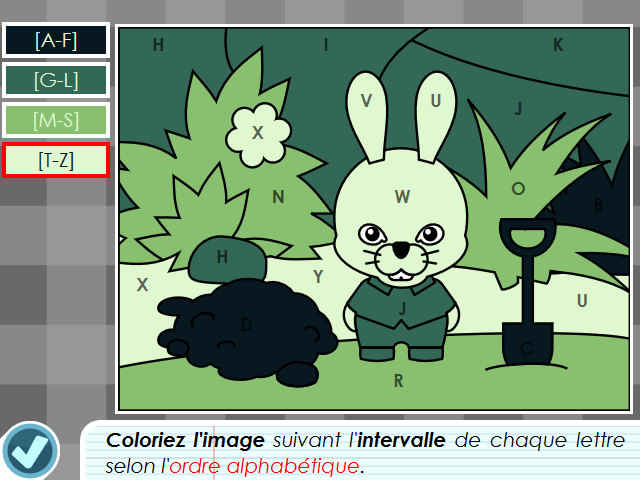 [A-F]
[G-L]
[M-S]
[T-Z]
H I K
V U J
X
N W O B
H
X Y U
D J C
R
Coloriez l'image suivant l'intervalle de chaque lettre
selon l'ordre alphabétique.